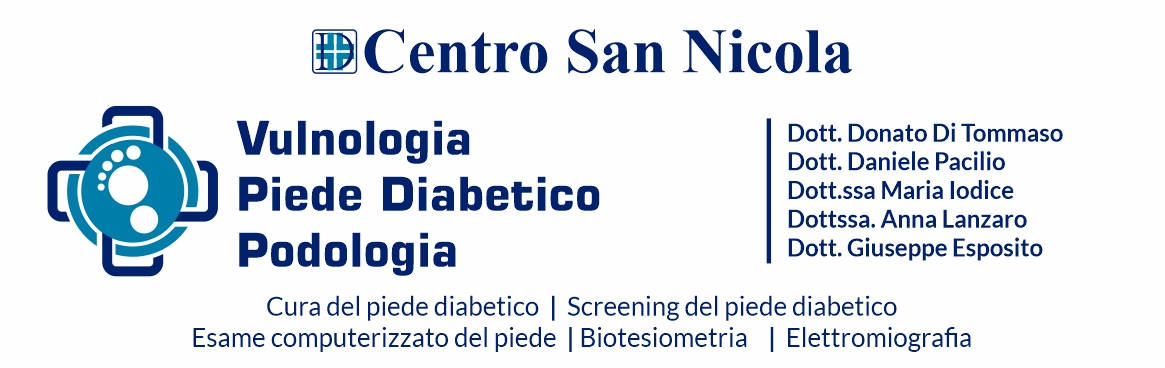 Centro San Nicola
Vulnologia
Piede Diabetico
Podologia
Dott. Donato Di Tommaso
Dott. Daniele Pacilio
Dott.ssa Maria Iodice
Dottssa. Anna Lanzaro
Dott. Giuseppe Esposito
Cura del piede diabetico | Screening del piede diabetico
Esame computerizzato del piede | Biotesiometria | Elettromiografia